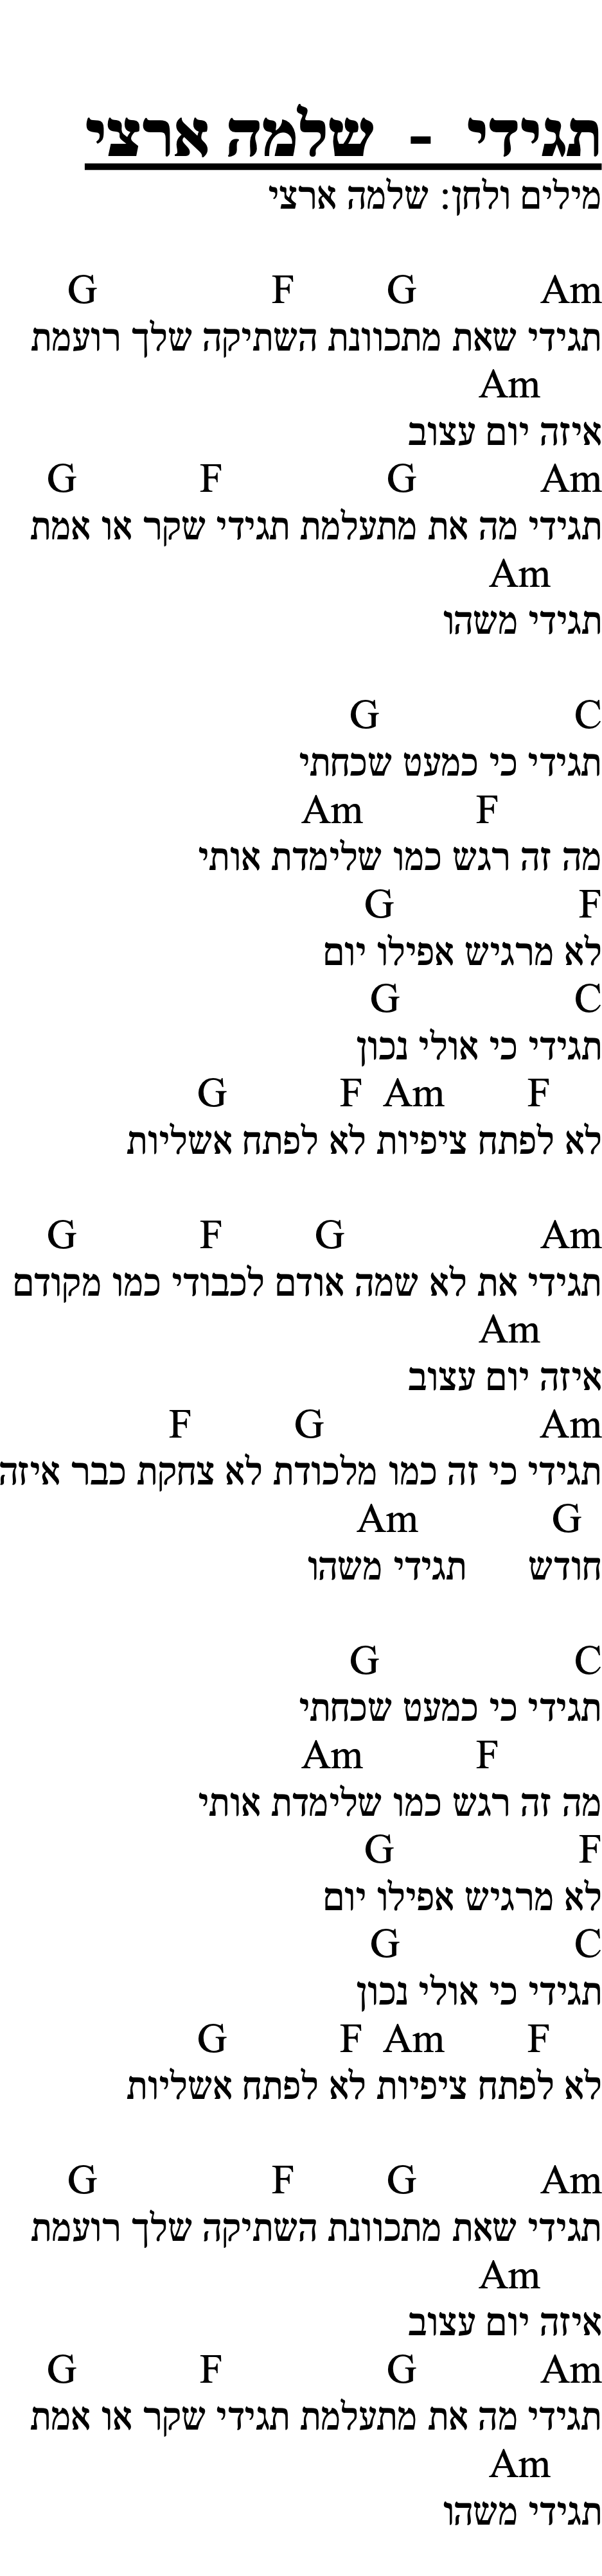 תגידי - שלמה ארצי
מילים ולחן: שלמה ארצי
G F G Am
תגידי שאת מתכוונת השתיקה שלך רועמת
Am
איזה יום עצוב
G F G Am
תגידי מה את מתעלמת תגידי שקר או אמת
Am
תגידי משהו
G C
תגידי כי כמעט שכחתי
Am F
מה זה רגש כמו שלימדת אותי
G F
לא מרגיש אפילו יום
G C
תגידי כי אולי נכון
G F Am F
לא לפתח ציפיות לא לפתח אשליות
G F G Am
תגידי את לא שמה אודם לכבודי כמו מקודם
Am
איזה יום עצוב
F G Am
תגידי כי זה כמו מלכודת לא צחקת כבר איזה
Am G
חודש תגידי משהו
G C
תגידי כי כמעט שכחתי
Am F
מה זה רגש כמו שלימדת אותי
G F
לא מרגיש אפילו יום
G C
תגידי כי אולי נכון
G F Am F
לא לפתח ציפיות לא לפתח אשליות
G F G Am
תגידי שאת מתכוונת השתיקה שלך רועמת
Am
איזה יום עצוב
G F G Am
תגידי מה את מתעלמת תגידי שקר או אמת
Am
תגידי משהו